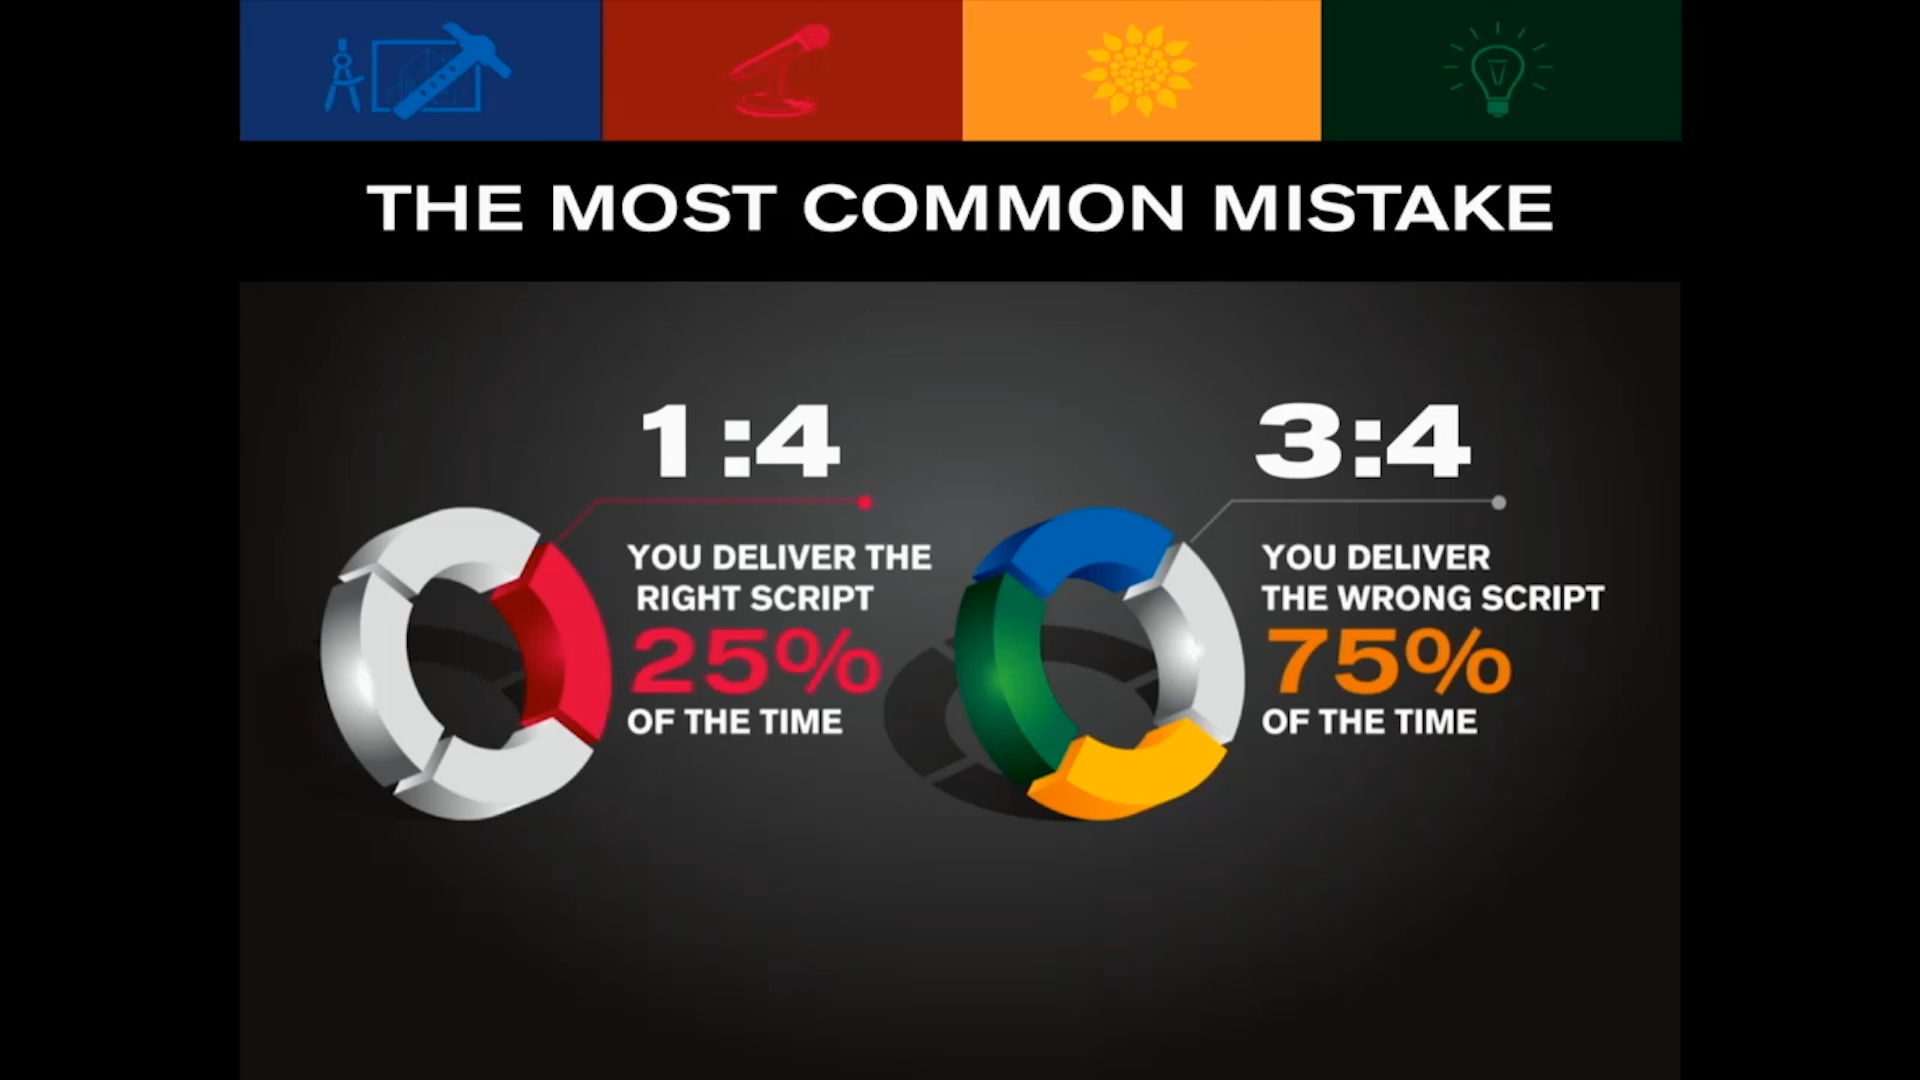 THE MOST COMMON MISTAKE
1:4
YOU DELIVER THE
RIGHT SCRIPT
25%
OF THE TIME
3:4
YOU DELIVER
THE WRONG SCRIPT
75%
OF THE TIME